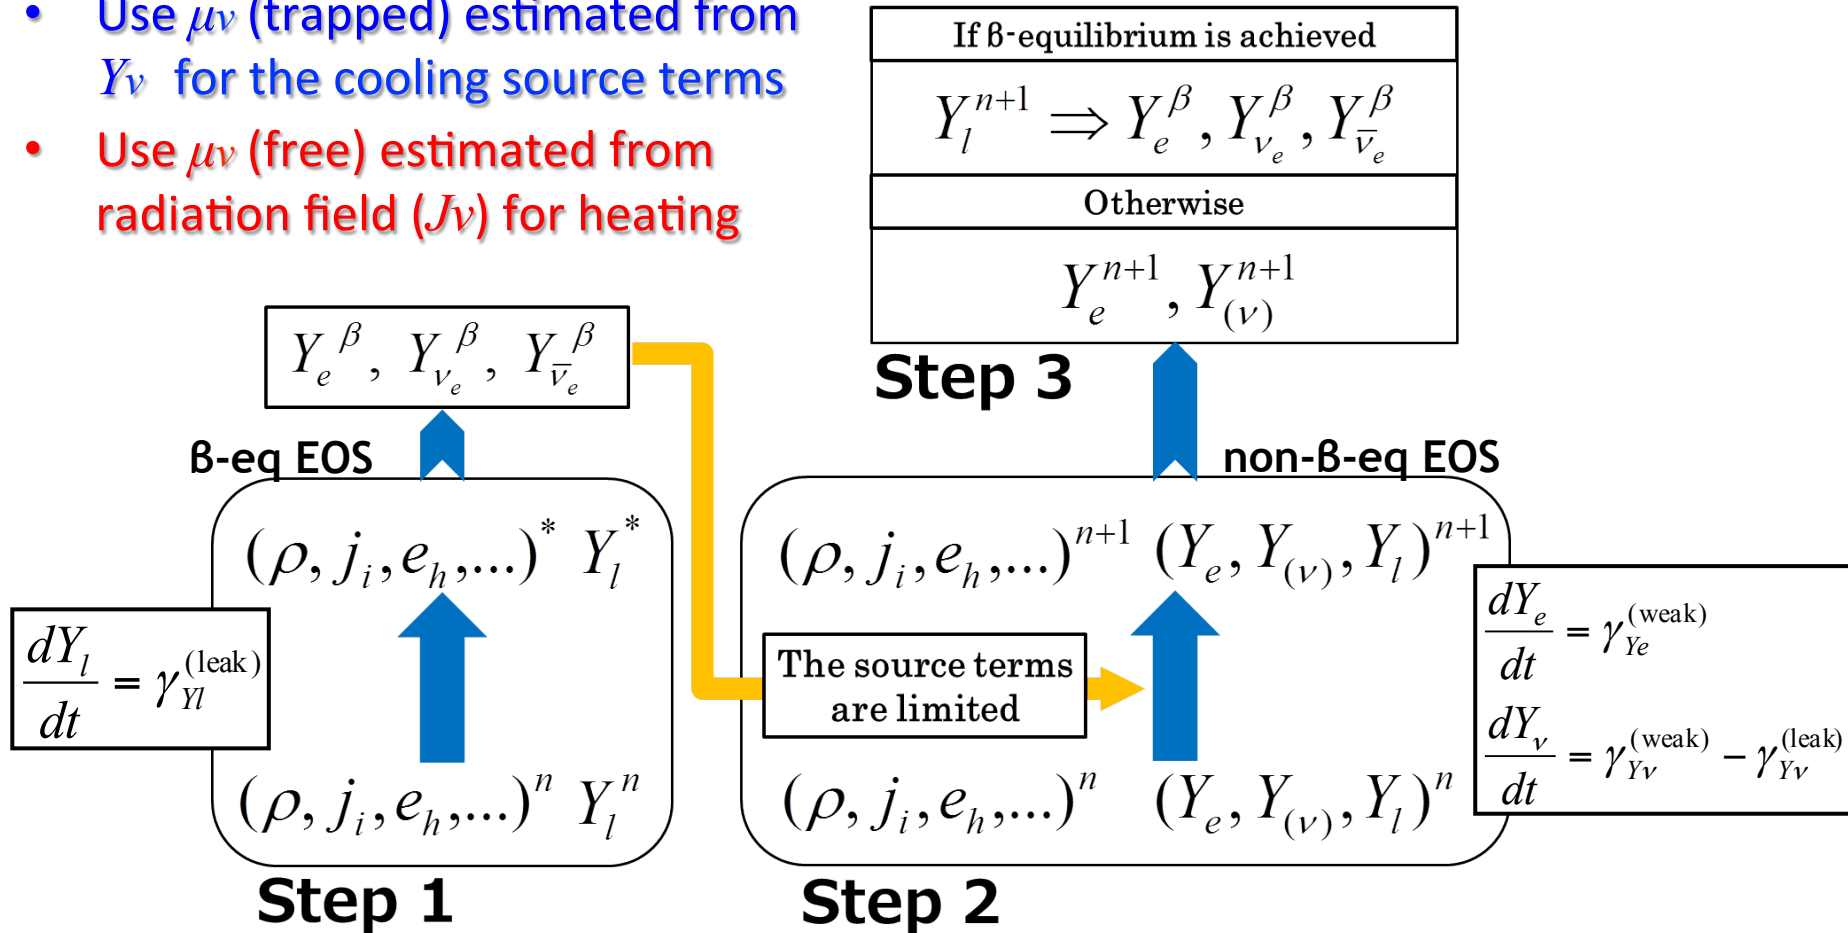 • Use μν (trapped) estimated from
Yν for the cooling source terms
• Use μν (free) estimated from
radiation field (Jν) for heating
If β-equilibrium is achieved
Y_l^{n+1} ⇒ Y_e^β, Y_{ν_e}^β, Y_{ν̄_e}^β
Otherwise
Y_e^{n+1}, Y_{(ν)}^{n+1}
Step 3
Y_e^β, Y_{ν_e}^β, Y_{ν̄_e}^β
β-eq EOS
(ρ, j_i, e_h, ...)^* Y_l^*
dY_l/dt = γ_{Yl}^{(leak)}
(ρ, j_i, e_h, ...)^n Y_l^n
Step 1
non-β-eq EOS
(ρ, j_i, e_h, ...)^{n+1} (Y_e, Y_{(ν)}, Y_l)^{n+1}
The source terms
are limited
dY_e/dt = γ_{Ye}^{(weak)}
dY_ν/dt = γ_{Yν}^{(weak)} − γ_{Yν}^{(leak)}
(ρ, j_i, e_h, ...)^n (Y_e, Y_{(ν)}, Y_l)^n
Step 2